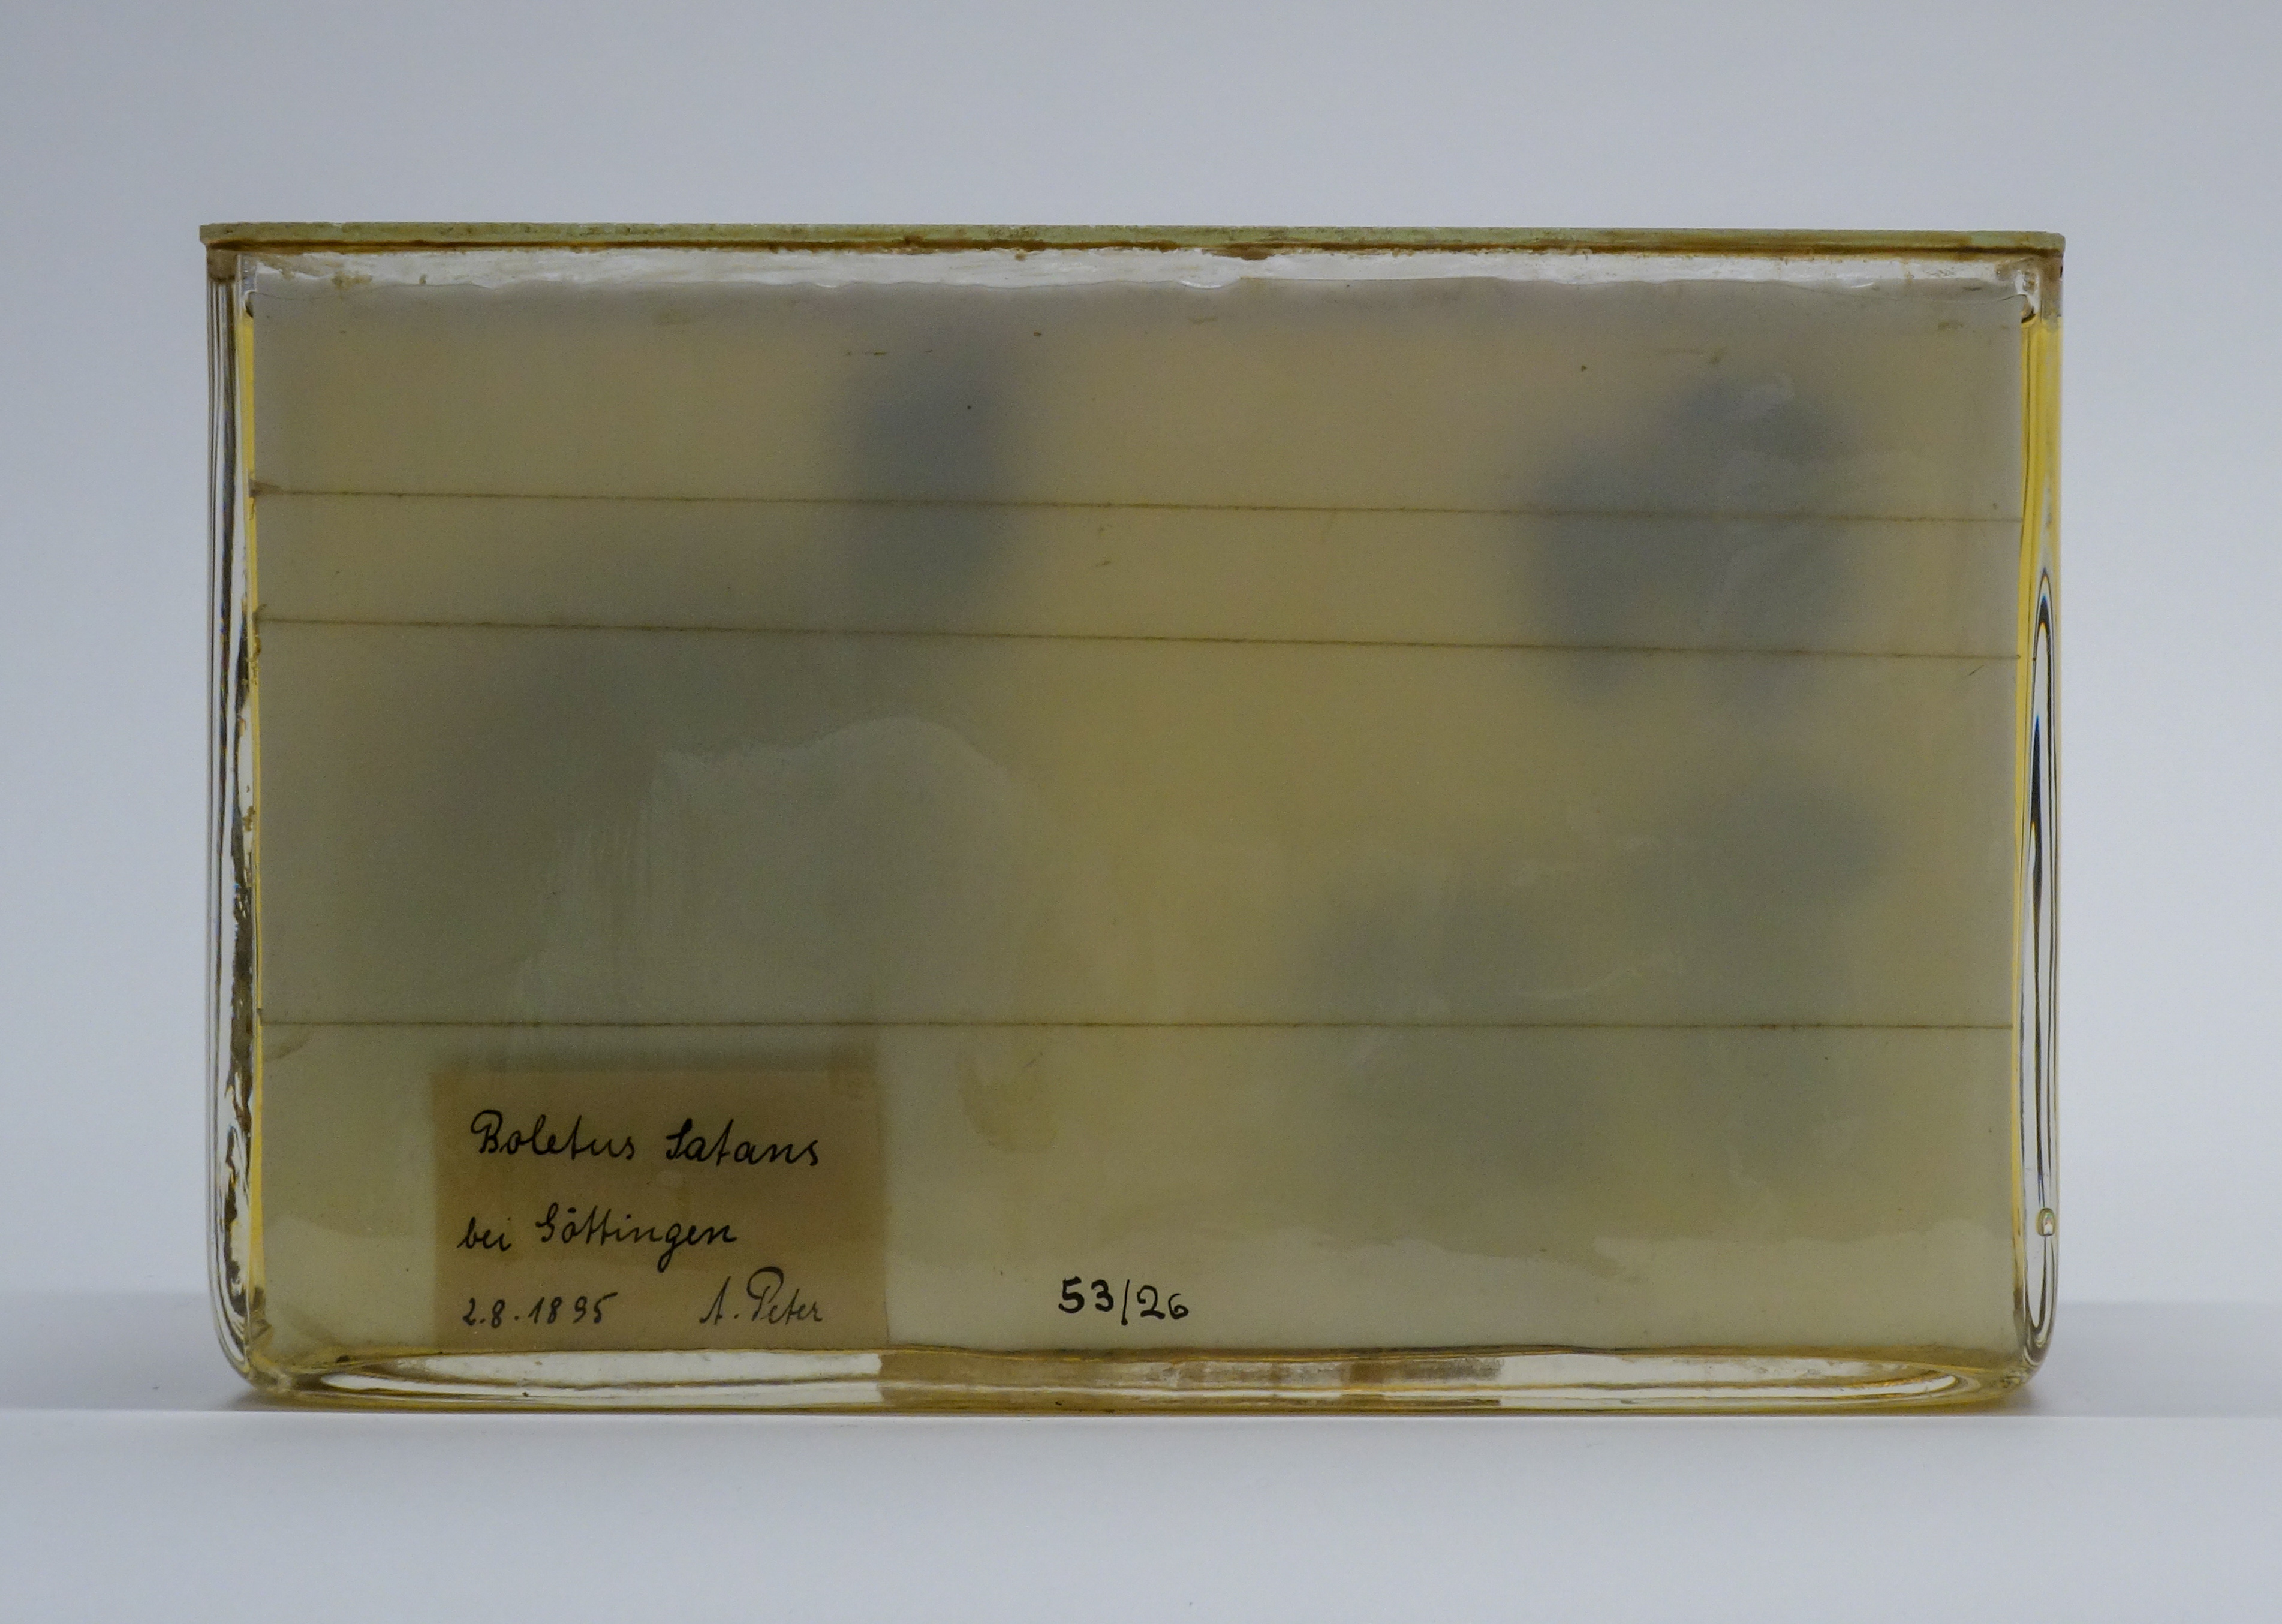 Boletus Satans
bei Göttingen
2.8.1895 A. Peter
53/26